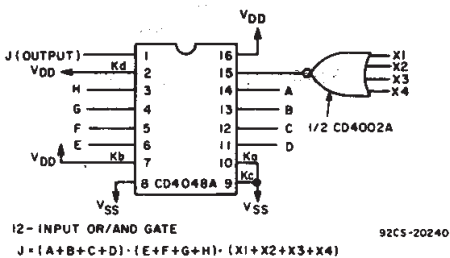 VDD
J (OUTPUT) 1 16
VDD Kd 2 15 X1
X2
X3
X4
H 3 14 A
G 4 13 B 1/2 CD4002A
F 5 12 C
E 6 11 D
VDD Kb 7 10 Ka
8 CD4048A 9 Kc
VSS VSS
12-INPUT OR/AND GATE 92CS-20240
J = (A+B+C+D)·(E+F+G+H)·(X1+X2+X3+X4)